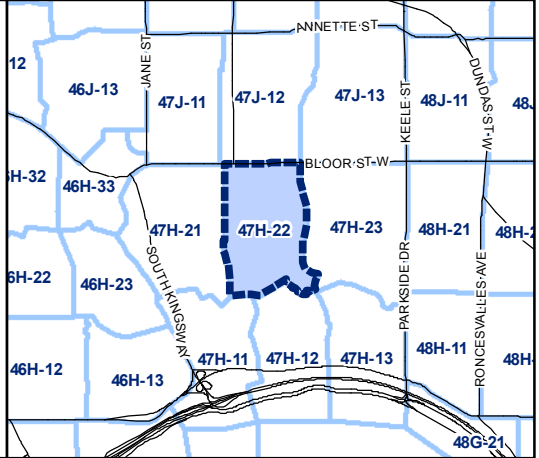 ANNETTE ST
JANE ST
12
46J-13
47J-11
47J-12
47J-13
KEELE ST
48J-11
DUNDAS ST W
48J
BLOOR ST W
H-32
46H-33
47H-21
47H-22
47H-23
48H-21
48H-2
6H-22
46H-23
SOUTH KINGSWAY
PARKSIDE DR
RONCESVALLES AVE
46H-12
46H-13
47H-11
47H-12
47H-13
48H-11
48H
48G-21